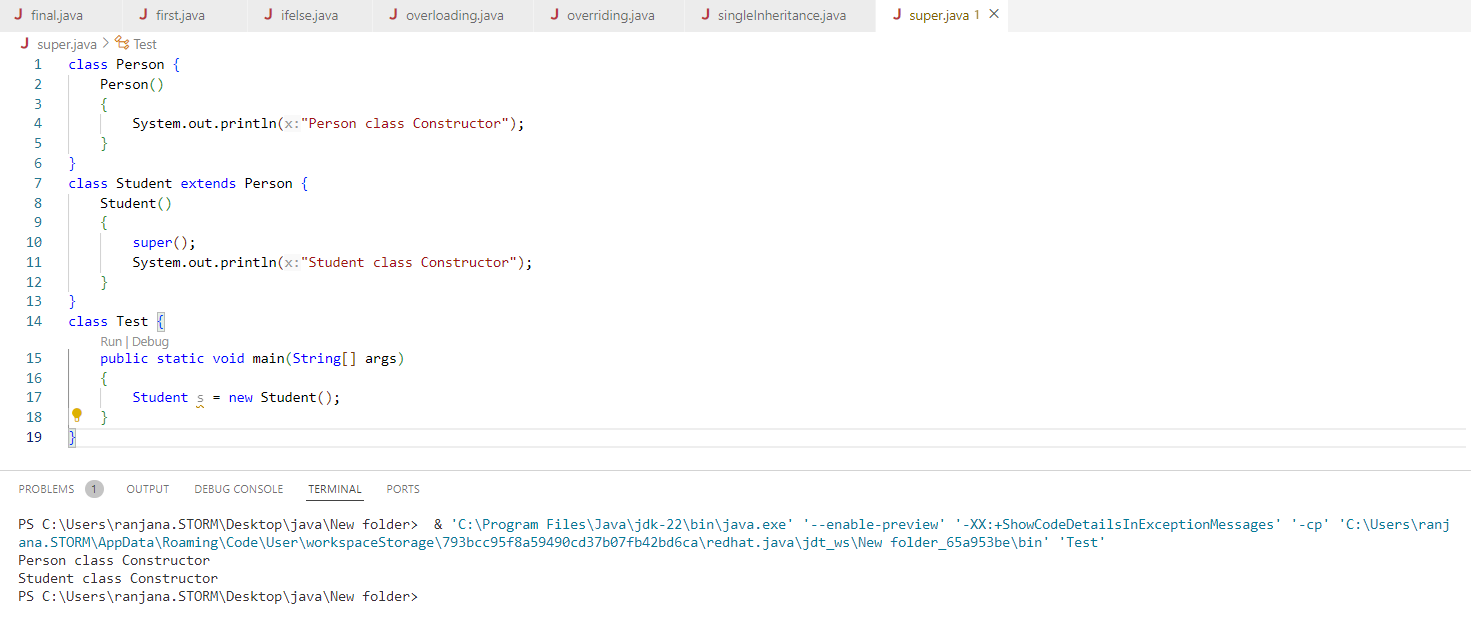 J final.java J first.java J ifelse.java J overloading.java J overriding.java J singleInheritance.java J super.java 1 ×
J super.java > Test
1 class Person {
2 Person()
3 {
4 System.out.println(x:"Person class Constructor");
5 }
6 }
7 class Student extends Person {
8 Student()
9 {
10 super();
11 System.out.println(x:"Student class Constructor");
12 }
13 }
14 class Test {
Run | Debug
15 public static void main(String[] args)
16 {
17 Student s = new Student();
18 }
19 }
PROBLEMS 1 OUTPUT DEBUG CONSOLE TERMINAL PORTS
PS C:\Users\ranjana.STORM\Desktop\java\New folder>  & 'C:\Program Files\Java\jdk-22\bin\java.exe' '--enable-preview' '-XX:+ShowCodeDetailsInExceptionMessages' '-cp' 'C:\Users\ranj
ana.STORM\AppData\Roaming\Code\User\workspaceStorage\793bcc95f8a59490cd37b07fb42bd6ca\redhat.java\jdt_ws\New folder_65a953be\bin' 'Test'
Person class Constructor
Student class Constructor
PS C:\Users\ranjana.STORM\Desktop\java\New folder>